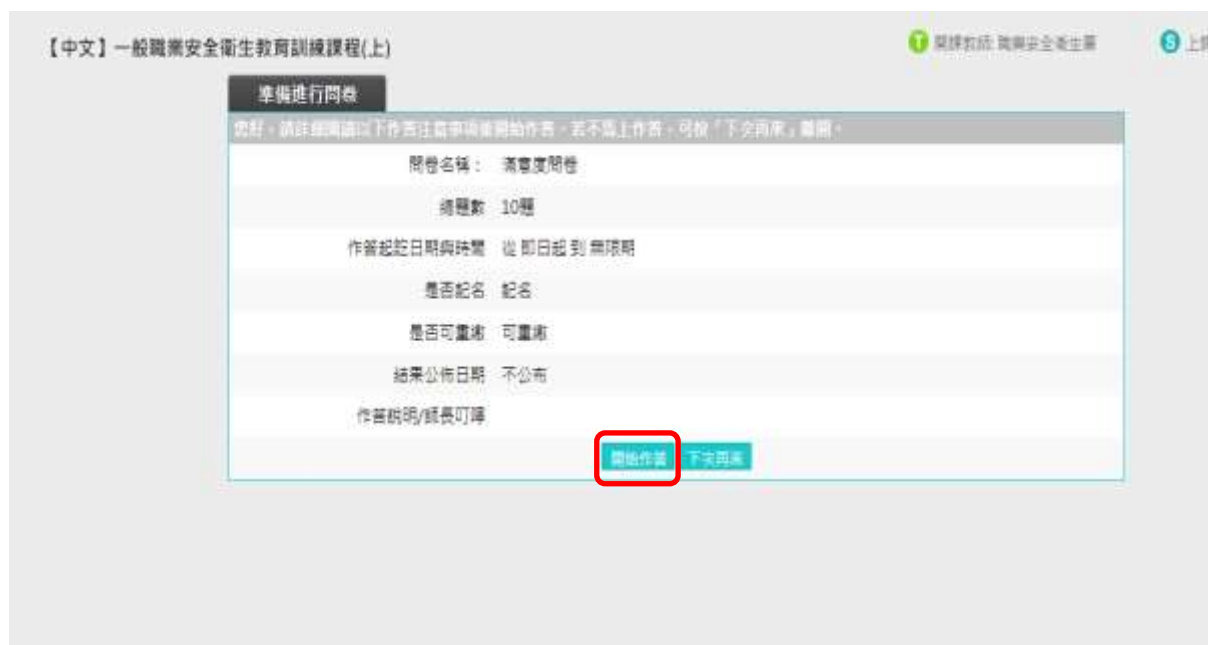 【中文】一般職業安全衛生教育訓練課程(上)
T 開課教師: 職業安全衛生署
S 上課
準備進行問卷
您好，請詳細閱讀以下作答注意事項後開始作答。若不馬上作答，可按「下次再來」離開。
問卷名稱： 滿意度問卷
總題數 10題
作答起訖日期與時間 從 即日起 到 無限期
是否記名 記名
是否可重繳 可重繳
結果公佈日期 不公布
作答說明/師長叮嚀
開始作答 下次再來